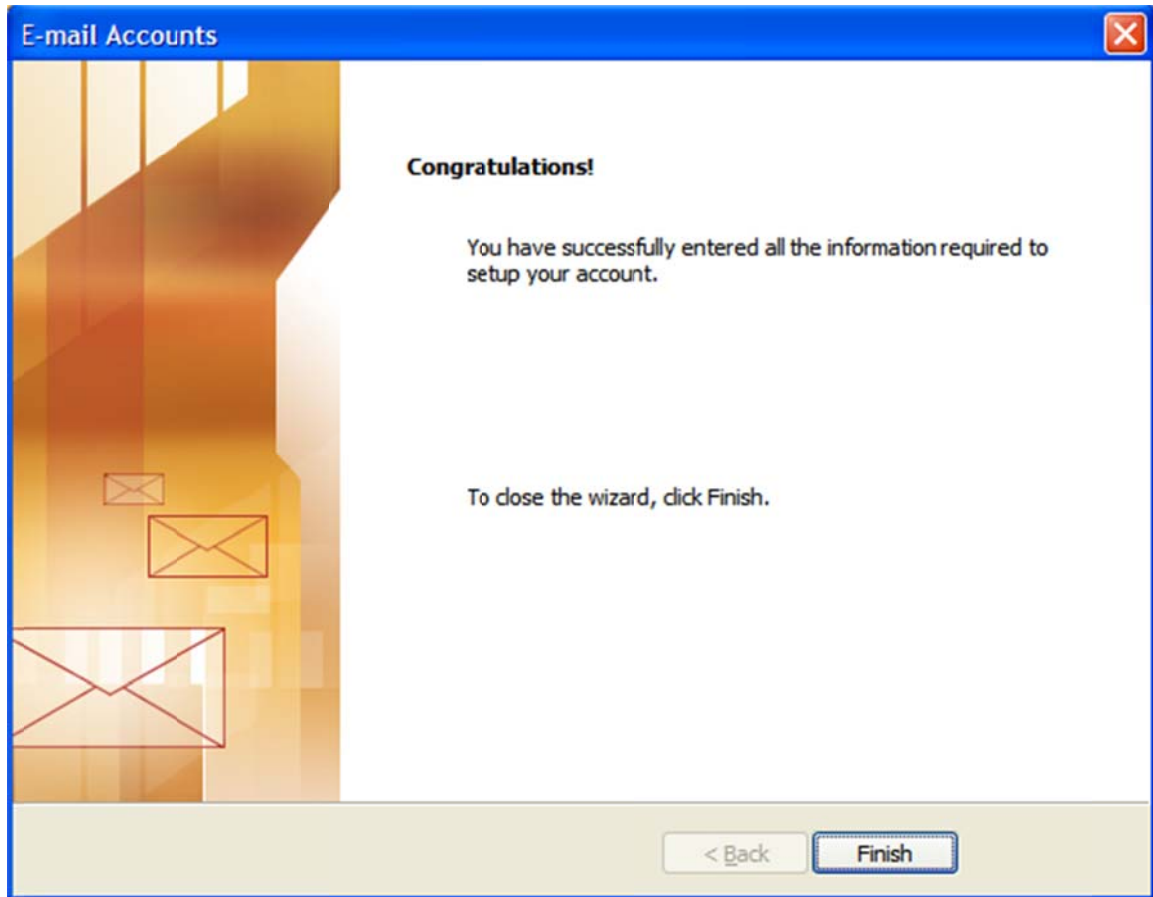 E-mail Accounts
Congratulations!
You have successfully entered all the information required to
setup your account.
To close the wizard, click Finish.
< Back
Finish